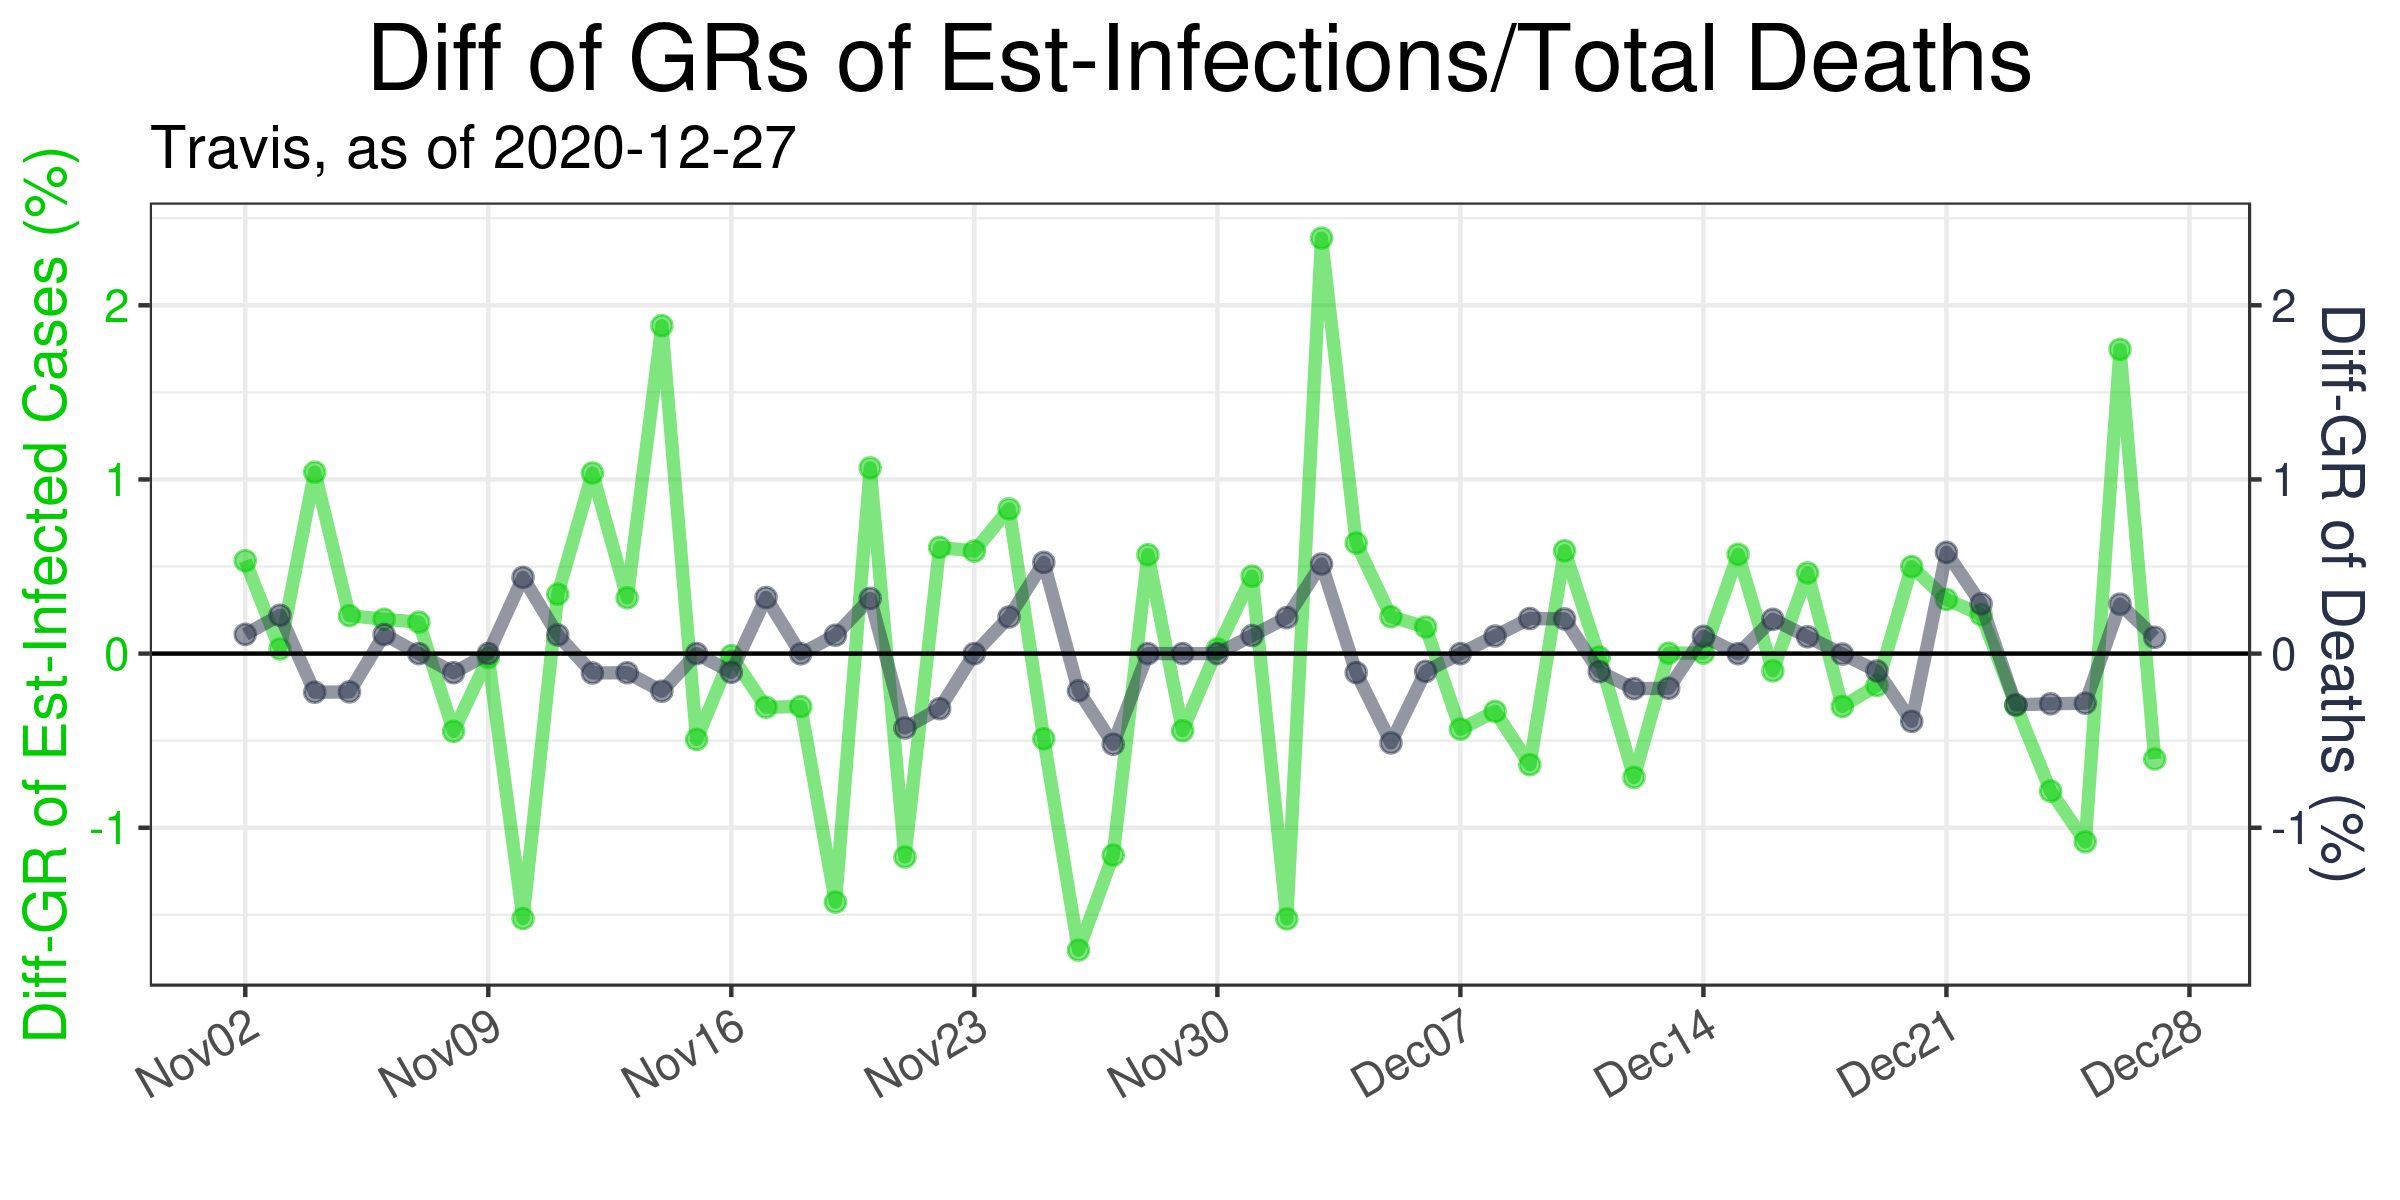 Diff of GRs of Est-Infections/Total Deaths
Travis, as of 2020-12-27
Diff-GR of Est-Infected Cases (%)
2
1
0
-1
2
1
0
-1
Diff-GR of Deaths (%)
Nov02
Nov09
Nov16
Nov23
Nov30
Dec07
Dec14
Dec21
Dec28